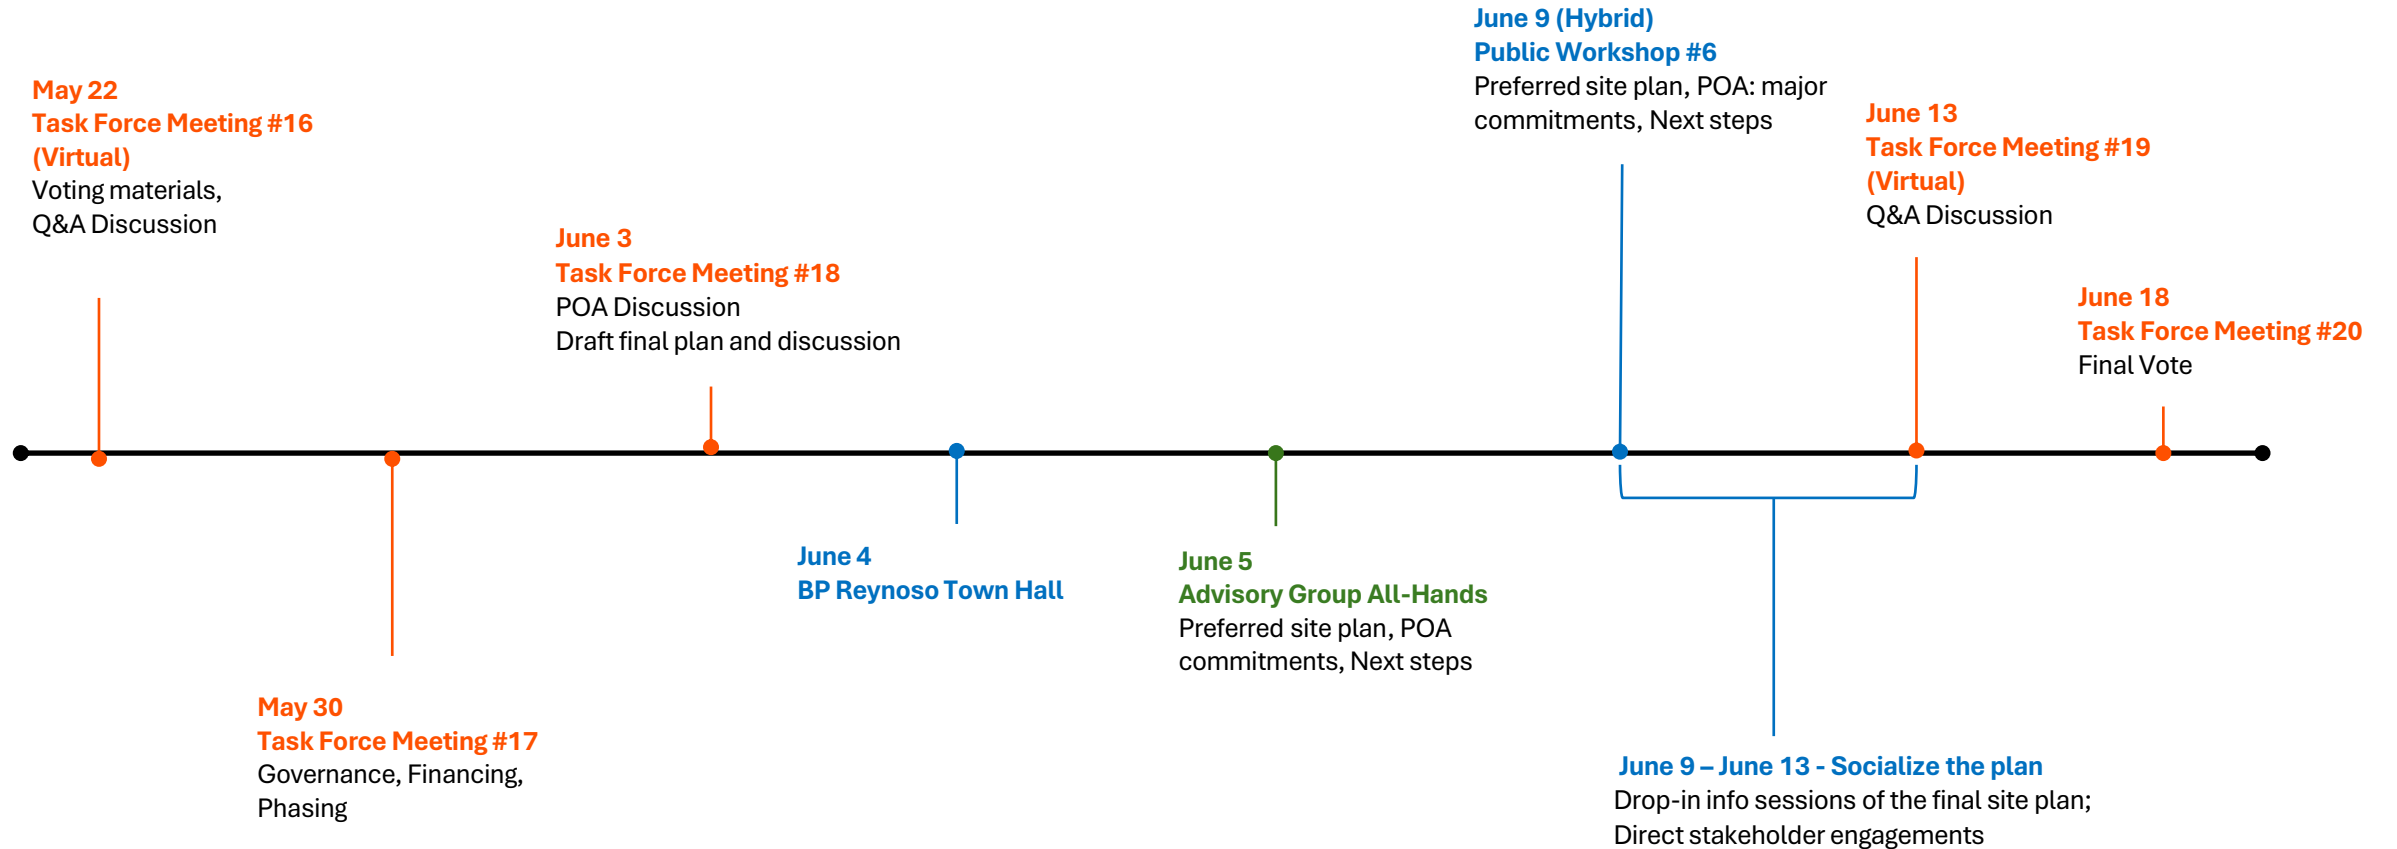 May 22
Task Force Meeting #16
(Virtual)
Voting materials,
Q&A Discussion
May 30
Task Force Meeting #17
Governance, Financing,
Phasing
June 3
Task Force Meeting #18
POA Discussion
Draft final plan and discussion
June 4
BP Reynoso Town Hall
June 5
Advisory Group All-Hands
Preferred site plan, POA
commitments, Next steps
June 9 (Hybrid)
Public Workshop #6
Preferred site plan, POA: major
commitments, Next steps
June 9 – June 13 - Socialize the plan
Drop-in info sessions of the final site plan;
Direct stakeholder engagements
June 13
Task Force Meeting #19
(Virtual)
Q&A Discussion
June 18
Task Force Meeting #20
Final Vote